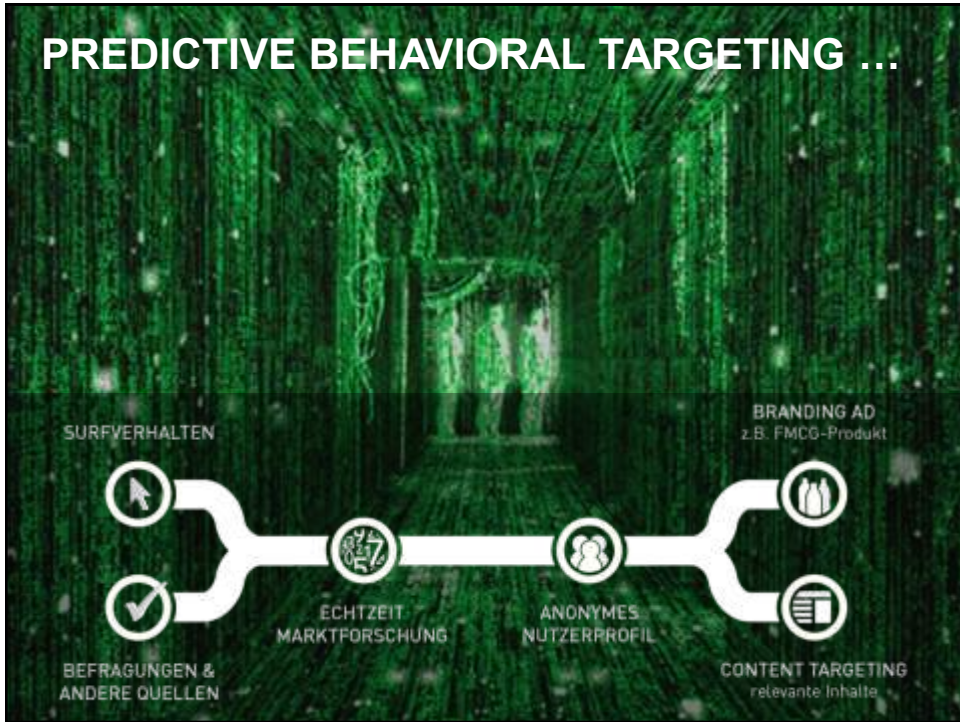 PREDICTIVE BEHAVIORAL TARGETING ...
SURFVERHALTEN
BEFRAGUNGEN &
ANDERE QUELLEN
ECHTZEIT
MARKTFORSCHUNG
ANONYMES
NUTZERPROFIL
BRANDING AD
z.B. FMCG-Produkt
CONTENT TARGETING
relevante Inhalte